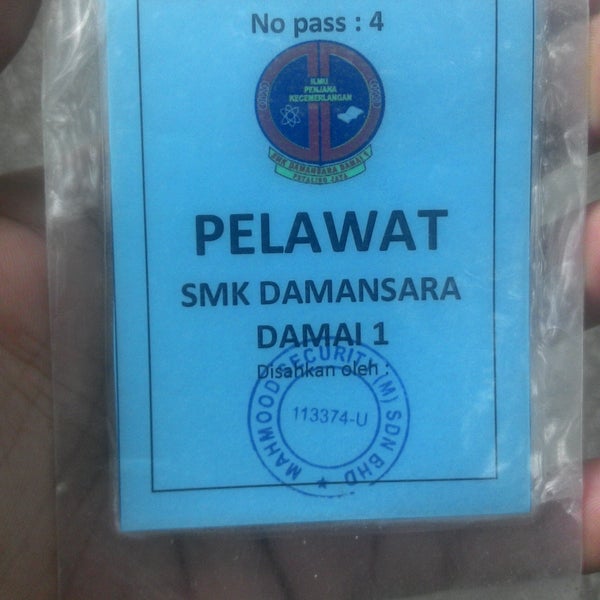 No pass : 4
ILMU
PENJANA
KECEMERLANGAN
SMK DAMANSARA DAMAI 1
PETALING JAYA
PELAWAT
SMK DAMANSARA
DAMAI 1
Disahkan oleh :
MAHMOOD SECURITY (M) SDN BHD
113374-U